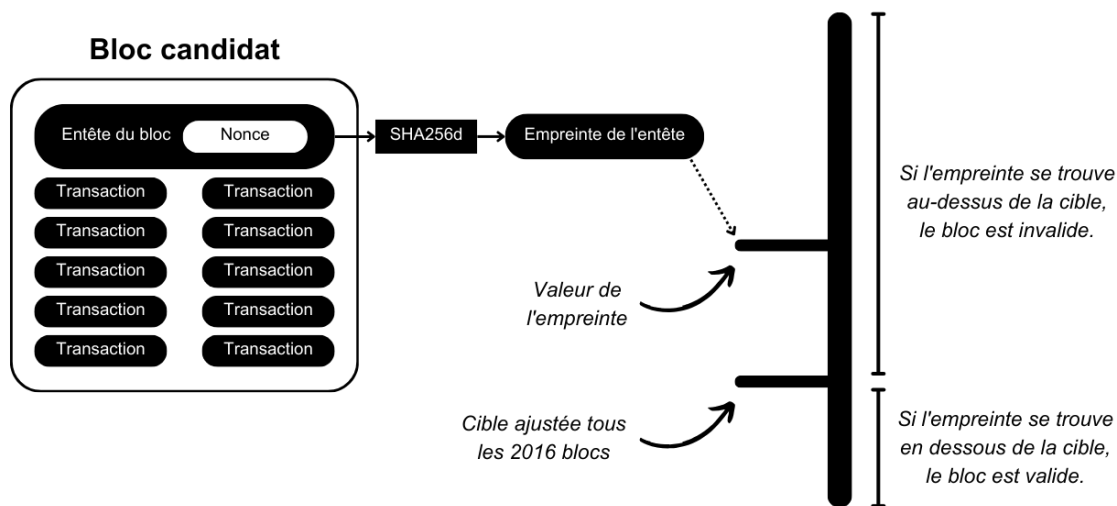 Bloc candidat
Entête du bloc
Nonce
SHA256d
Empreinte de l'entête
Transaction
Transaction
Transaction
Transaction
Transaction
Transaction
Transaction
Transaction
Transaction
Transaction
Valeur de
l'empreinte
Cible ajustée tous
les 2016 blocs
Si l'empreinte se trouve
au-dessus de la cible,
le bloc est invalide.
Si l'empreinte se trouve
en dessous de la cible,
le bloc est valide.